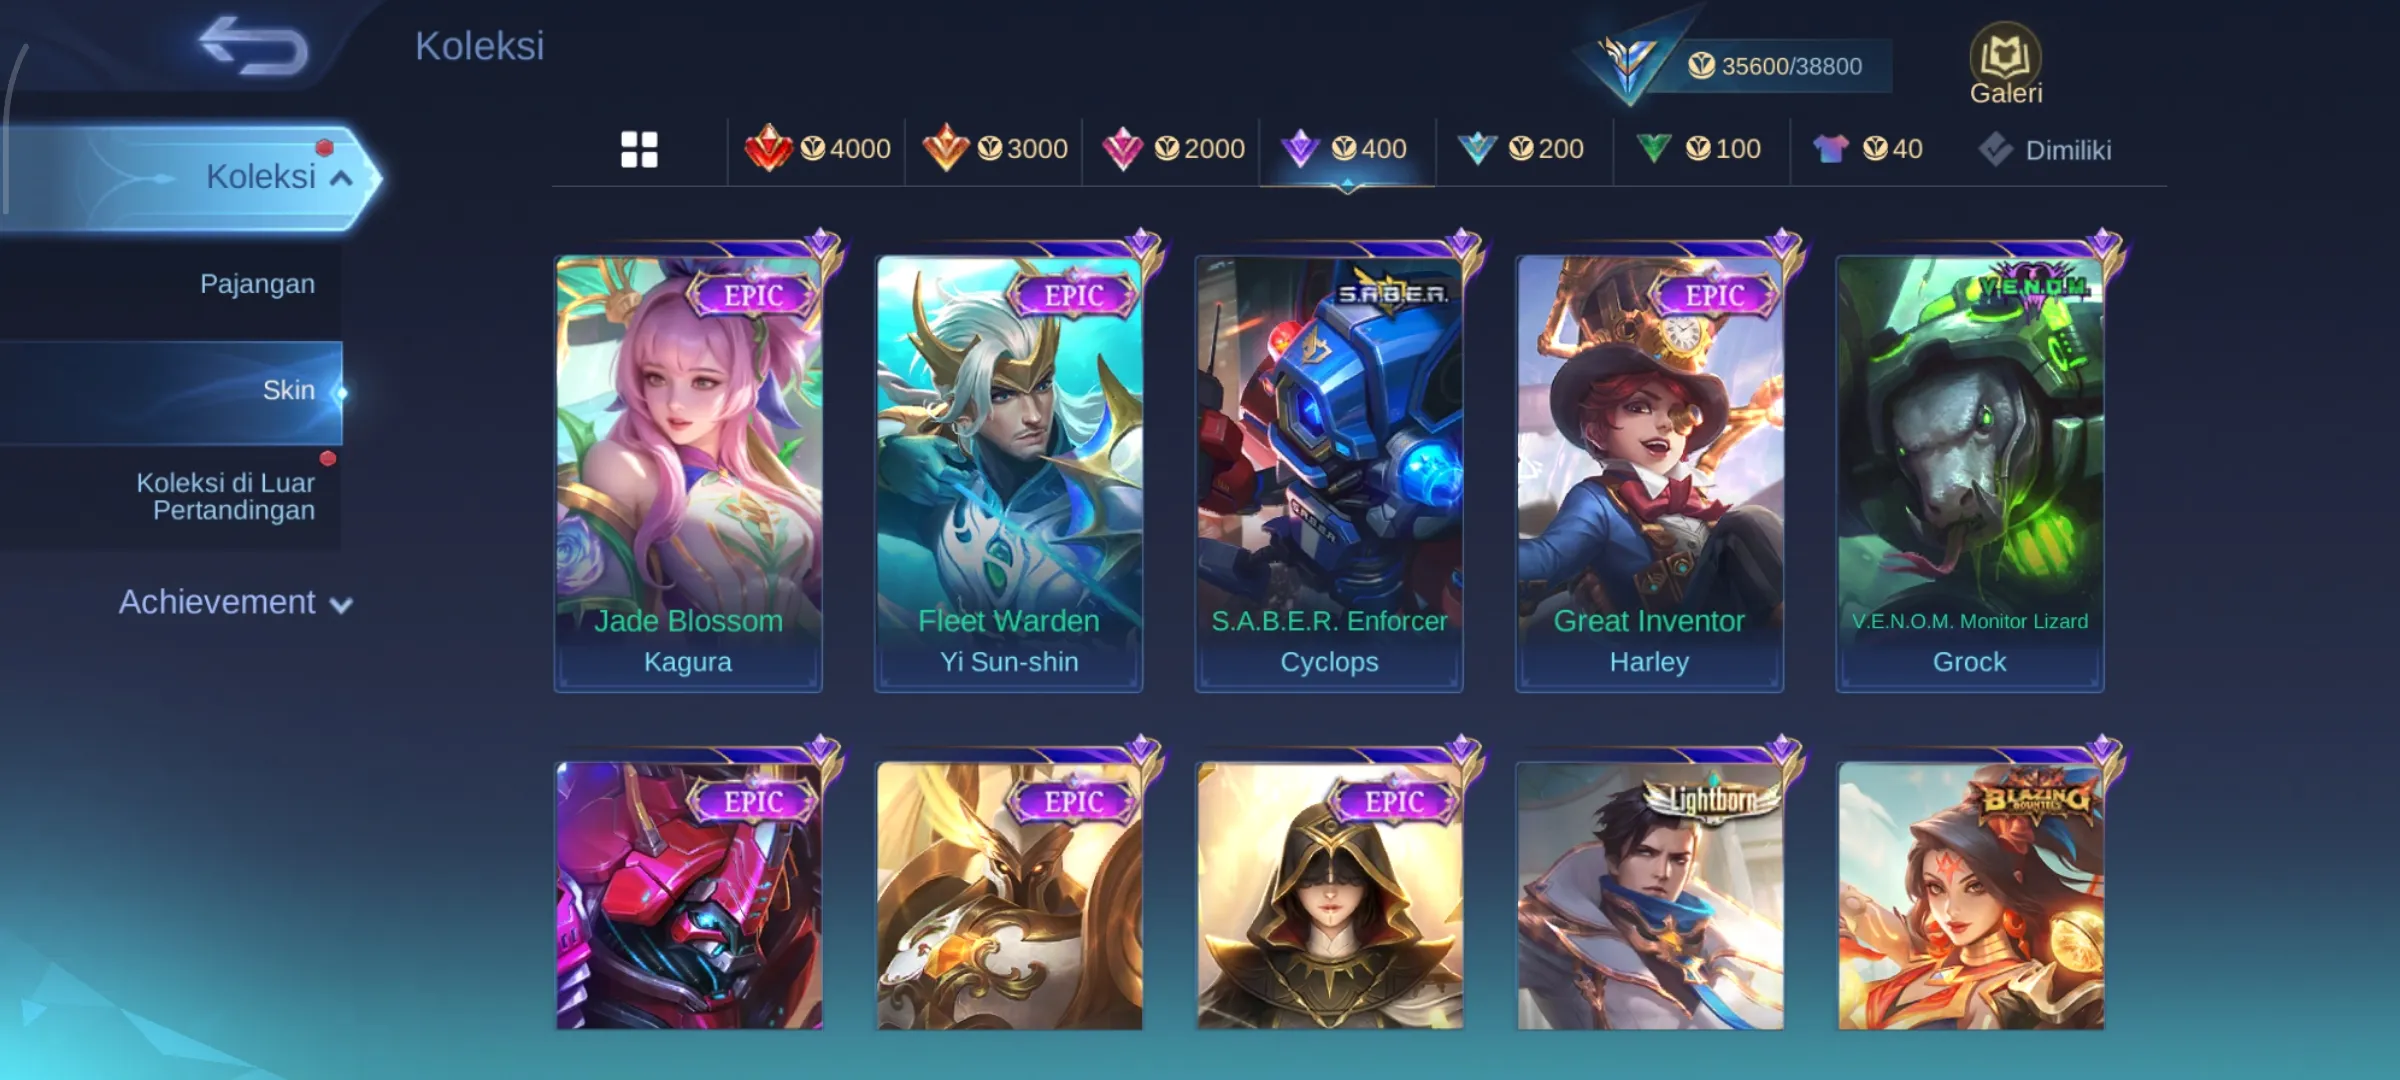 Koleksi
35600/38800
Galeri
Koleksi
4000
3000
2000
400
200
100
40
Dimiliki
Pajangan
Skin
Koleksi di Luar
Pertandingan
Achievement
EPIC
EPIC
S.A.B.E.R.
EPIC
V.E.N.O.M.
S.A.B.E.R
Jade Blossom
Fleet Warden
S.A.B.E.R. Enforcer
Great Inventor
V.E.N.O.M. Monitor Lizard
Kagura
Yi Sun-shin
Cyclops
Harley
Grock
EPIC
EPIC
EPIC
Lightborn
BLAZING
BOUNTIES